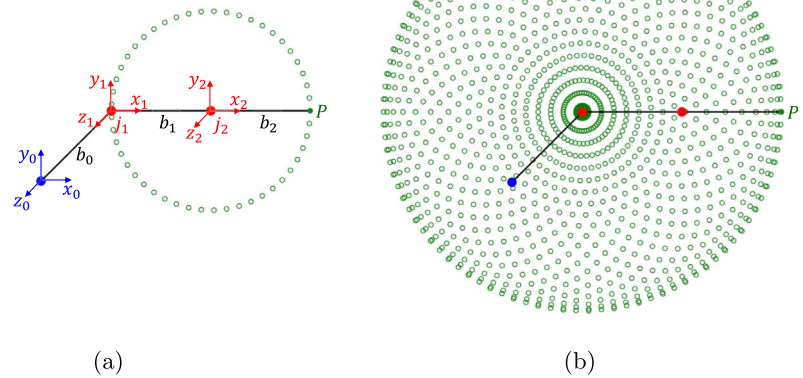 y₁ y₂
x₁ x₂ P
z₁ j₁ z₂ j₂
b₁ b₂
b₀
y₀
x₀
z₀
P
(a) (b)